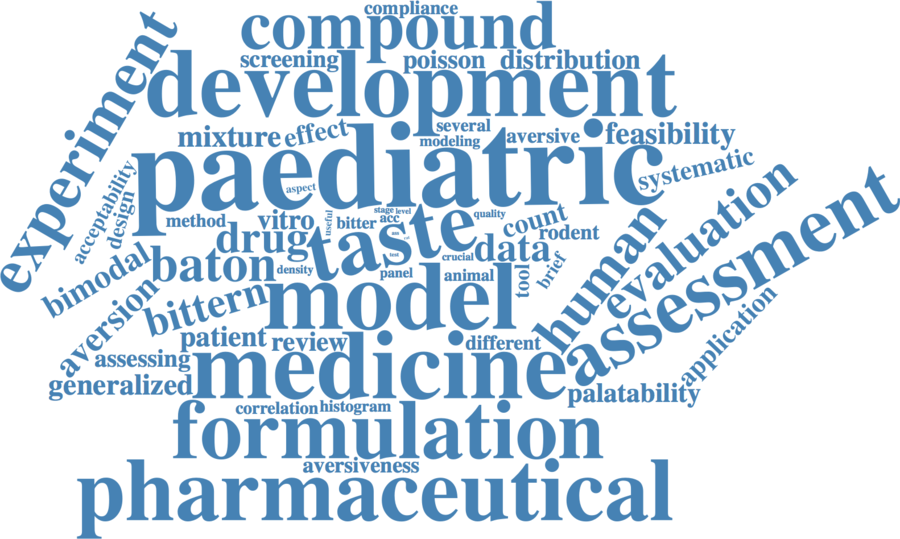 compliance
compound
screening
poisson
distribution
development
experiment
mixture
effect
several
modeling
aversive
feasibility
paediatric
systematic
aspect
acceptability
design
method
vitro
useful
bitter
stage
level
acc
quality
count
rodent
drug
taste
data
crucial
test
bimodal
baton
density
panel
animal
tool
brief
human
evaluation
assessment
aversion
bittern
model
application
patient
review
different
assessing
generalized
medicine
palatability
correlation
histogram
formulation
aversiveness
pharmaceutical